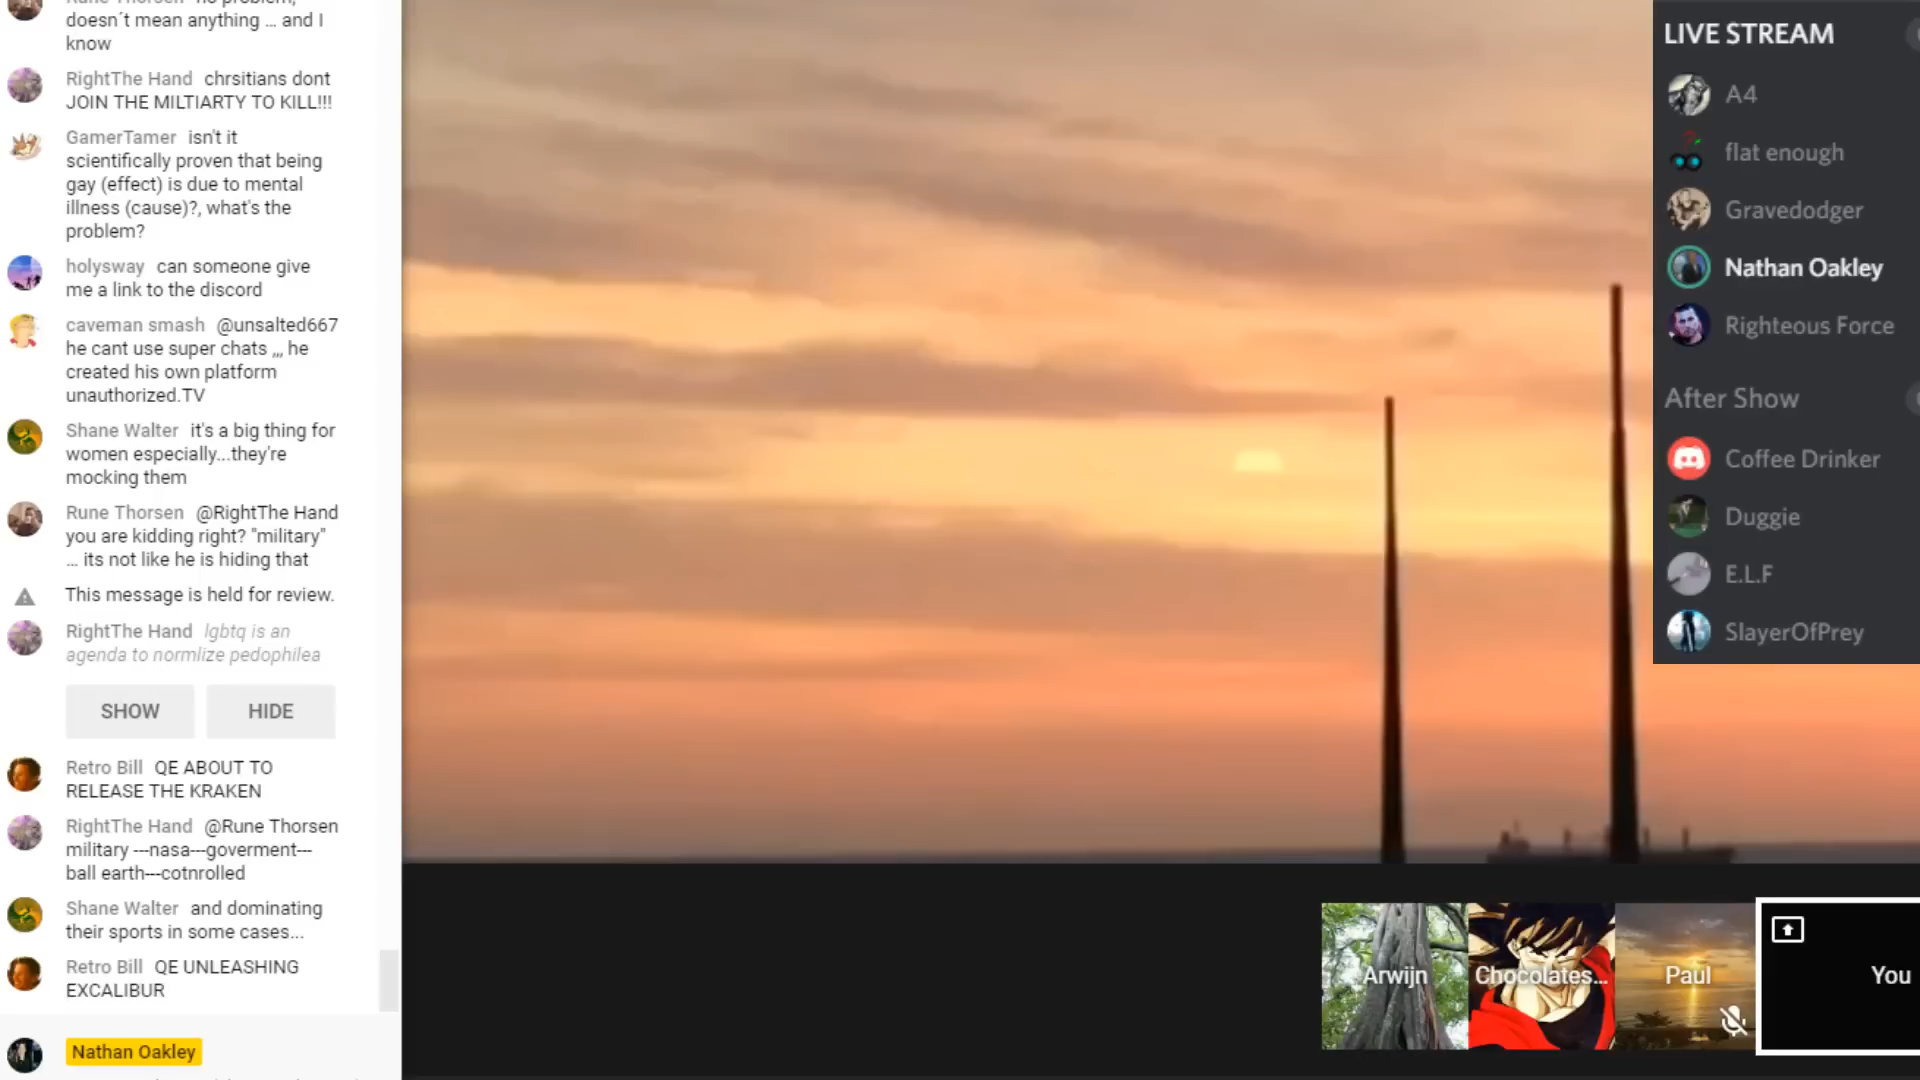 doesn´t mean anything ... and I
know
RightThe Hand chrsitians dont
JOIN THE MILTIARTY TO KILL!!!
GamerTamer isn't it
scientifically proven that being
gay (effect) is due to mental
illness (cause)?, what's the
problem?
holysway can someone give
me a link to the discord
caveman smash @unsalted667
he cant use super chats ,,, he
created his own platform
unauthorized.TV
Shane Walter it's a big thing for
women especially...they're
mocking them
Rune Thorsen @RightThe Hand
you are kidding right? "military"
... its not like he is hiding that
This message is held for review.
RightThe Hand lgbtq is an
agenda to normlize pedophilea
SHOW HIDE
Retro Bill QE ABOUT TO
RELEASE THE KRAKEN
RightThe Hand @Rune Thorsen
military ---nasa---goverment---
ball earth---cotnrolled
Shane Walter and dominating
their sports in some cases...
Retro Bill QE UNLEASHING
EXCALIBUR
Nathan Oakley
LIVE STREAM
A4
flat enough
Gravedodger
Nathan Oakley
Righteous Force
After Show
Coffee Drinker
Duggie
E.L.F
SlayerOfPrey
Arwijn
Chocolates...
Paul
You